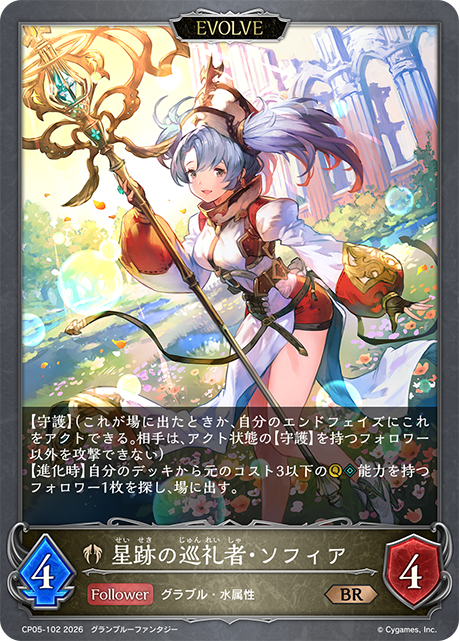 EVOLVE
【守護】(これが場に出たときか、自分のエンドフェイズにこれ
をアクトできる。相手は、アクト状態の【守護】を持つフォロワー
以外を攻撃できない)
【進化時】自分のデッキから元のコスト3以下のQ能力を持つ
フォロワー1枚を探し、場に出す。
せい せき じゅん れい しゃ
星跡の巡礼者・ソフィア
4
4
Follower グラブル・水属性 BR
CP05-102 2026 グランブルーファンタジー © Cygames, Inc.